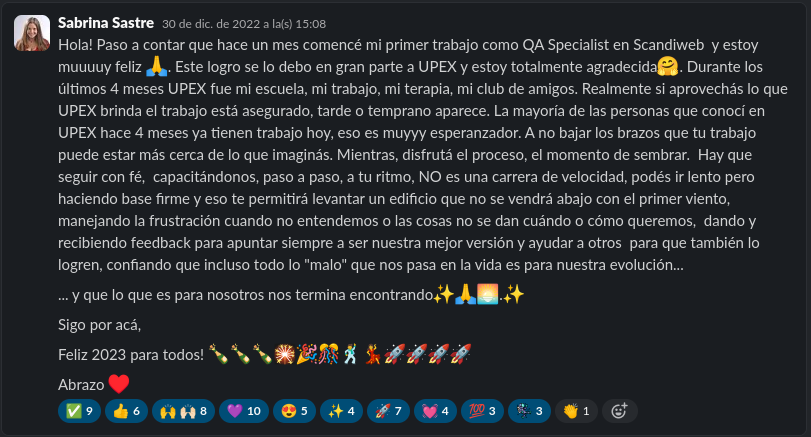 Sabrina Sastre 30 de dic. de 2022 a la(s) 15:08
Hola! Paso a contar que hace un mes comencé mi primer trabajo como QA Specialist en Scandiweb y estoy
muuuuy feliz 🙏. Este logro se lo debo en gran parte a UPEX y estoy totalmente agradecida🤗. Durante los
últimos 4 meses UPEX fue mi escuela, mi trabajo, mi terapia, mi club de amigos. Realmente si aprovechás lo que
UPEX brinda el trabajo está asegurado, tarde o temprano aparece. La mayoría de las personas que conocí en
UPEX hace 4 meses ya tienen trabajo hoy, eso es muyyy esperanzador. A no bajar los brazos que tu trabajo
puede estar más cerca de lo que imaginás. Mientras, disfrutá el proceso, el momento de sembrar. Hay que
seguir con fé, capacitándonos, paso a paso, a tu ritmo, NO es una carrera de velocidad, podés ir lento pero
haciendo base firme y eso te permitirá levantar un edificio que no se vendrá abajo con el primer viento,
manejando la frustración cuando no entendemos o las cosas no se dan cuándo o cómo queremos, dando y
recibiendo feedback para apuntar siempre a ser nuestra mejor versión y ayudar a otros para que también lo
logren, confiando que incluso todo lo "malo" que nos pasa en la vida es para nuestra evolución...
... y que lo que es para nosotros nos termina encontrando✨🙏🌅.✨
Sigo por acá,
Feliz 2023 para todos! 🍾🍾🍾🎇🎉🎊🕺💃🚀🚀🚀🚀
Abrazo ❤️
✅ 9 👍 6 🙌🙌🏻 8 💜 10 😍 5 ✨ 4 🚀 7 💓 4 💯 3 3 👏 1